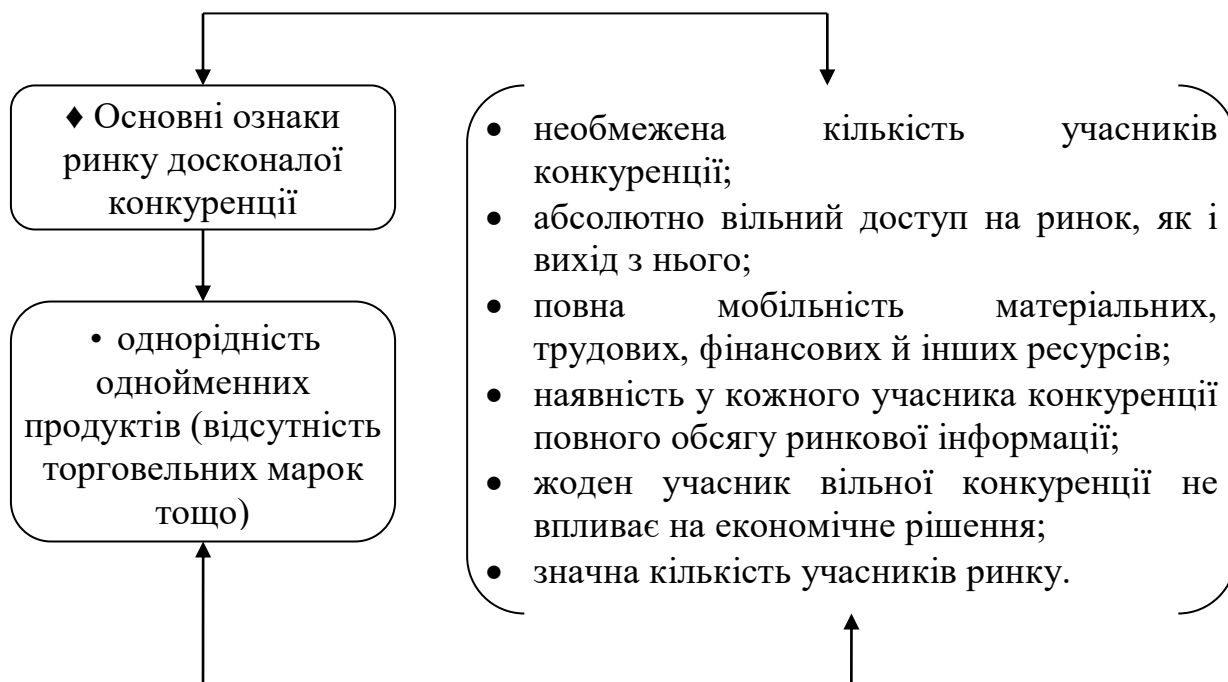 ♦ Основні ознаки
ринку досконалої
конкуренції
• однорідність
однойменних
продуктів (відсутність
торговельних марок
тощо)
• необмежена кількість учасників
конкуренції;
• абсолютно вільний доступ на ринок, як і
вихід з нього;
• повна мобільність матеріальних,
трудових, фінансових й інших ресурсів;
• наявність у кожного учасника конкуренції
повного обсягу ринкової інформації;
• жоден учасник вільної конкуренції не
впливає на економічне рішення;
• значна кількість учасників ринку.